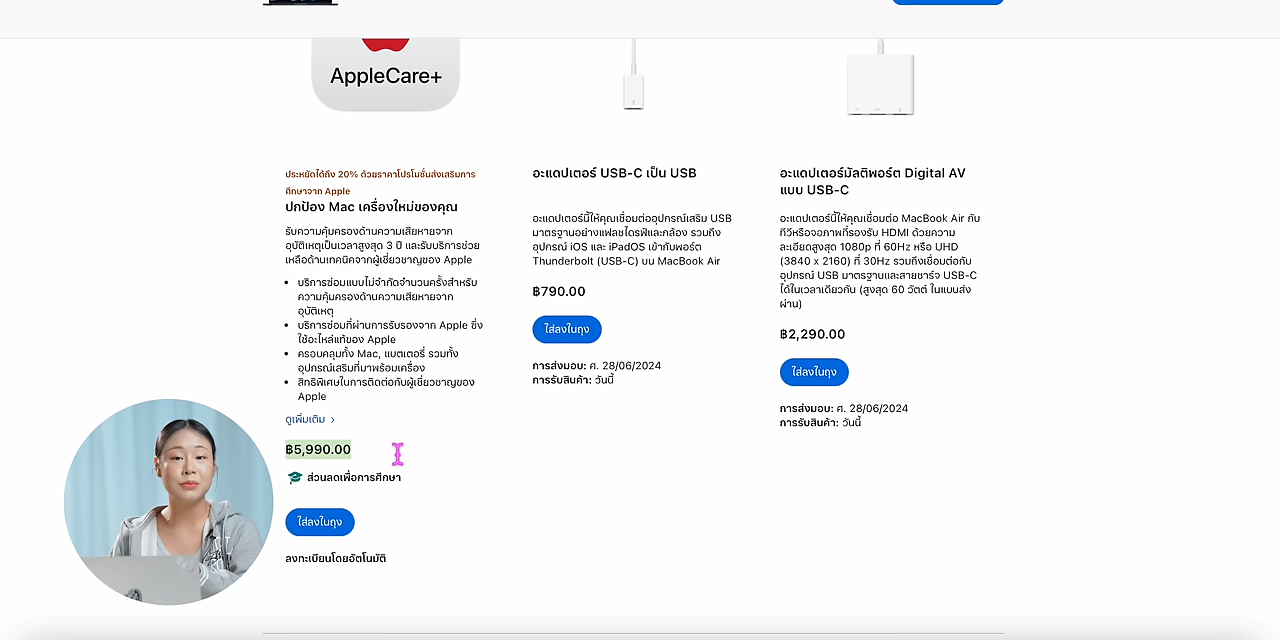 AppleCare+
ประหยัดได้ถึง 20% ด้วยราคาโปรโมชั่นส่งเสริมการ
ศึกษาจาก Apple
ปกป้อง Mac เครื่องใหม่ของคุณ
รับความคุ้มครองด้านความเสียหายจาก
อุบัติเหตุเป็นเวลาสูงสุด 3 ปี และรับบริการช่วย
เหลือด้านเทคนิคจากผู้เชี่ยวชาญของ Apple
• บริการซ่อมแบบไม่จำกัดจำนวนครั้งสำหรับ
ความคุ้มครองด้านความเสียหายจาก
อุบัติเหตุ
• บริการซ่อมที่ผ่านการรับรองจาก Apple ซึ่ง
ใช้อะไหล่แท้ของ Apple
• ครอบคลุมทั้ง Mac, แบตเตอรี่ รวมทั้ง
อุปกรณ์เสริมที่มาพร้อมเครื่อง
• สิทธิพิเศษในการติดต่อกับผู้เชี่ยวชาญของ
Apple
ดูเพิ่มเติม >
฿5,990.00
ส่วนลดเพื่อการศึกษา
ใส่ลงในถุง
ลงทะเบียนโดยอัตโนมัติ
อะแดปเตอร์ USB-C เป็น USB
อะแดปเตอร์นี้ให้คุณเชื่อมต่ออุปกรณ์เสริม USB
มาตรฐานอย่างแฟลชไดรฟ์และกล้อง รวมถึง
อุปกรณ์ iOS และ iPadOS เข้ากับพอร์ต
Thunderbolt (USB-C) บน MacBook Air
฿790.00
ใส่ลงในถุง
การส่งมอบ: ศ. 28/06/2024
การรับสินค้า: วันนี้
อะแดปเตอร์มัลติพอร์ต Digital AV
แบบ USB-C
อะแดปเตอร์นี้ให้คุณเชื่อมต่อ MacBook Air กับ
ทีวีหรือจอภาพที่รองรับ HDMI ด้วยความ
ละเอียดสูงสุด 1080p ที่ 60Hz หรือ UHD
(3840 x 2160) ที่ 30Hz รวมถึงเชื่อมต่อกับ
อุปกรณ์ USB มาตรฐานและสายชาร์จ USB-C
ได้ในเวลาเดียวกัน (สูงสุด 60 วัตต์ ในแบบส่ง
ผ่าน)
฿2,290.00
ใส่ลงในถุง
การส่งมอบ: ศ. 28/06/2024
การรับสินค้า: วันนี้